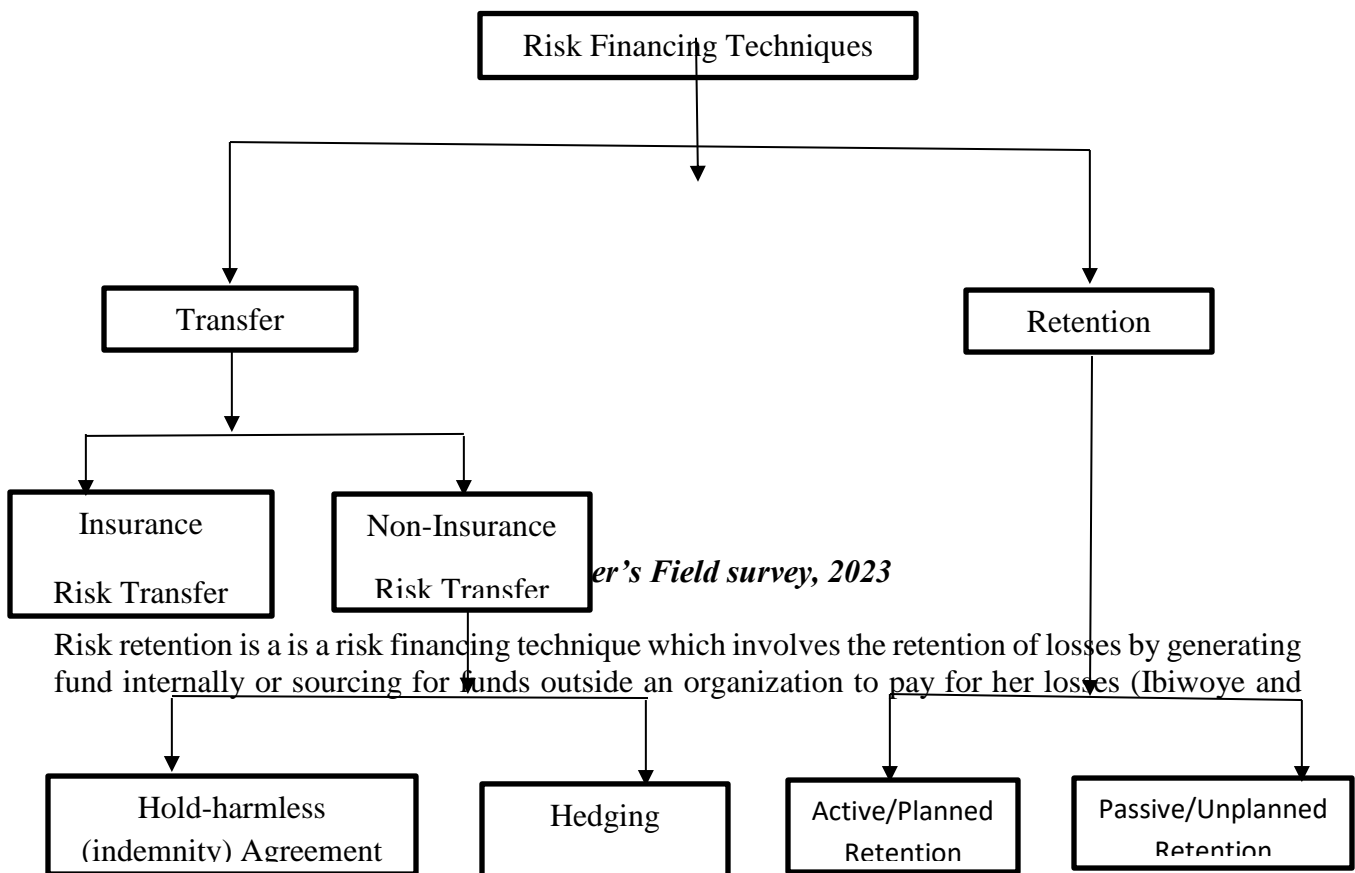 Risk Financing Techniques
Transfer
Retention
Insurance
Risk Transfer
Non-Insurance
Risk Transfer
er’s Field survey, 2023
Risk retention is a is a risk financing technique which involves the retention of losses by generating
fund internally or sourcing for funds outside an organization to pay for her losses (Ibiwoye and
Hold-harmless
(indemnity) Agreement
Hedging
Active/Planned
Retention
Passive/Unplanned
Retention